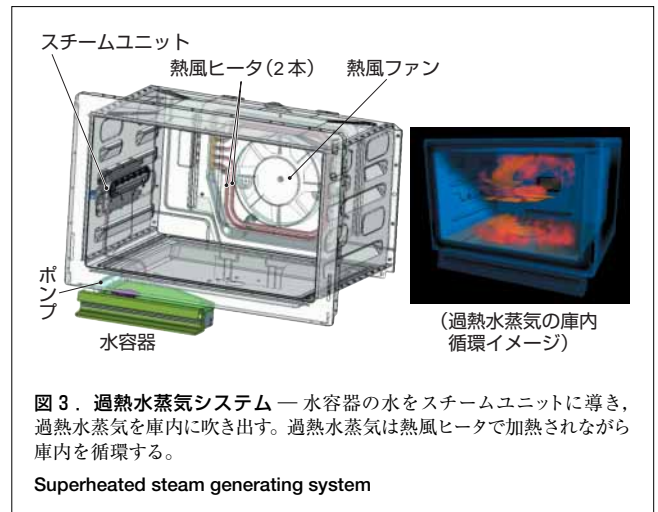 スチームユニット
熱風ヒータ(2本)
熱風ファン
ポンプ
水容器
(過熱水蒸気の庫内
循環イメージ)
図3．過熱水蒸気システム — 水容器の水をスチームユニットに導き，
過熱水蒸気を庫内に吹き出す。過熱水蒸気は熱風ヒータで加熱されながら
庫内を循環する。
Superheated steam generating system